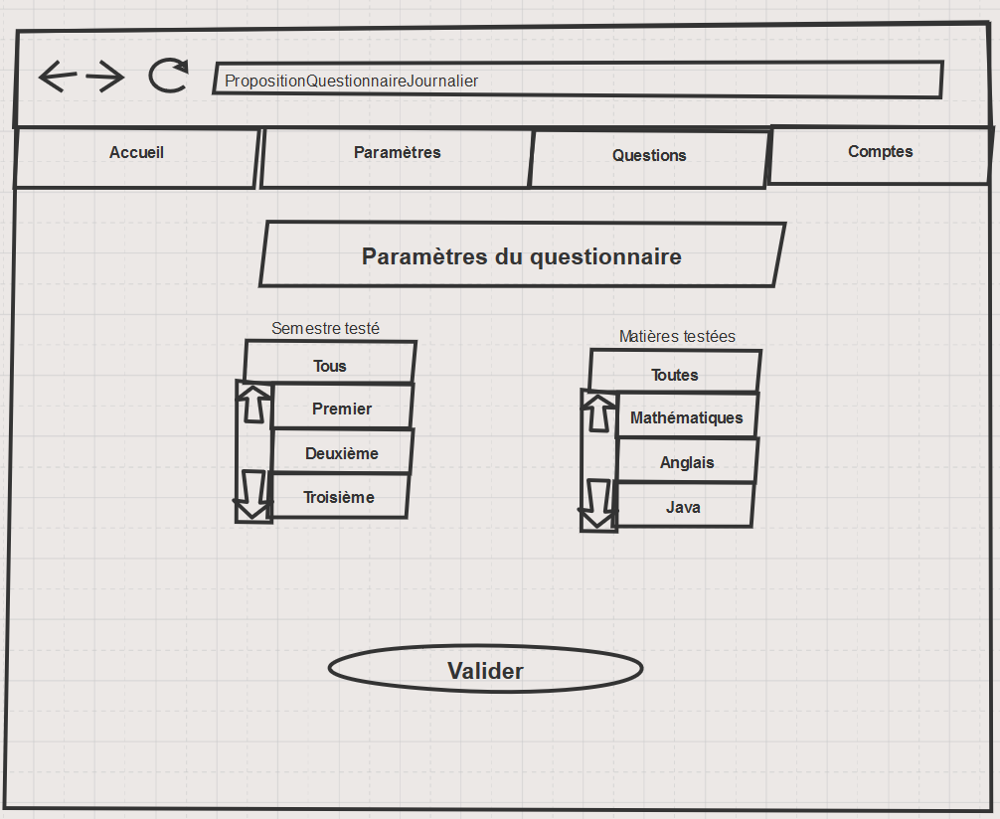 PropositionQuestionnaireJournalier
Accueil
Paramètres
Questions
Comptes
Paramètres du questionnaire
Semestre testé
Tous
Premier
Deuxième
Troisième
Matières testées
Toutes
Mathématiques
Anglais
Java
Valider